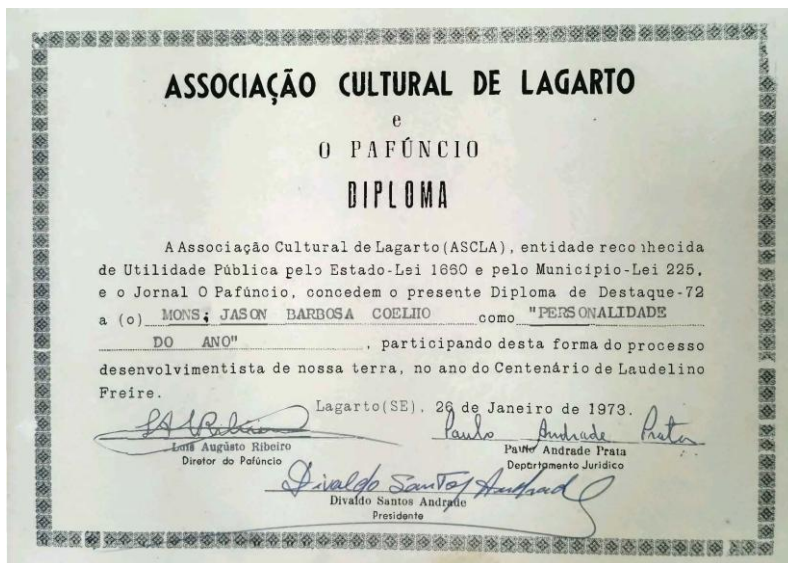 ASSOCIAÇÃO CULTURAL DE LAGARTO
e
O PAFÚNCIO
DIPLOMA
A Associação Cultural de Lagarto (ASCLA), entidade reconhecida
de Utilidade Pública pelo Estado-Lei 1660 e pelo Município-Lei 225,
e o Jornal O Pafúncio, concedem o presente Diploma de Destaque-72
a (o) MONS; JASON BARBOSA COELHO como "PERSONALIDADE
DO ANO", participando desta forma do processo
desenvolvimentista de nossa terra, no ano do Centenário de Laudelino
Freire.
Lagarto(SE), 26 de Janeiro de 1973.
Paulo Andrade Prata
Luis Augústo Ribeiro
Diretor do Pafúncio
Paulo Andrade Prata
Departamento Jurídico
Divaldo Santos Andrade
Divaldo Santos Andrade
Presidente